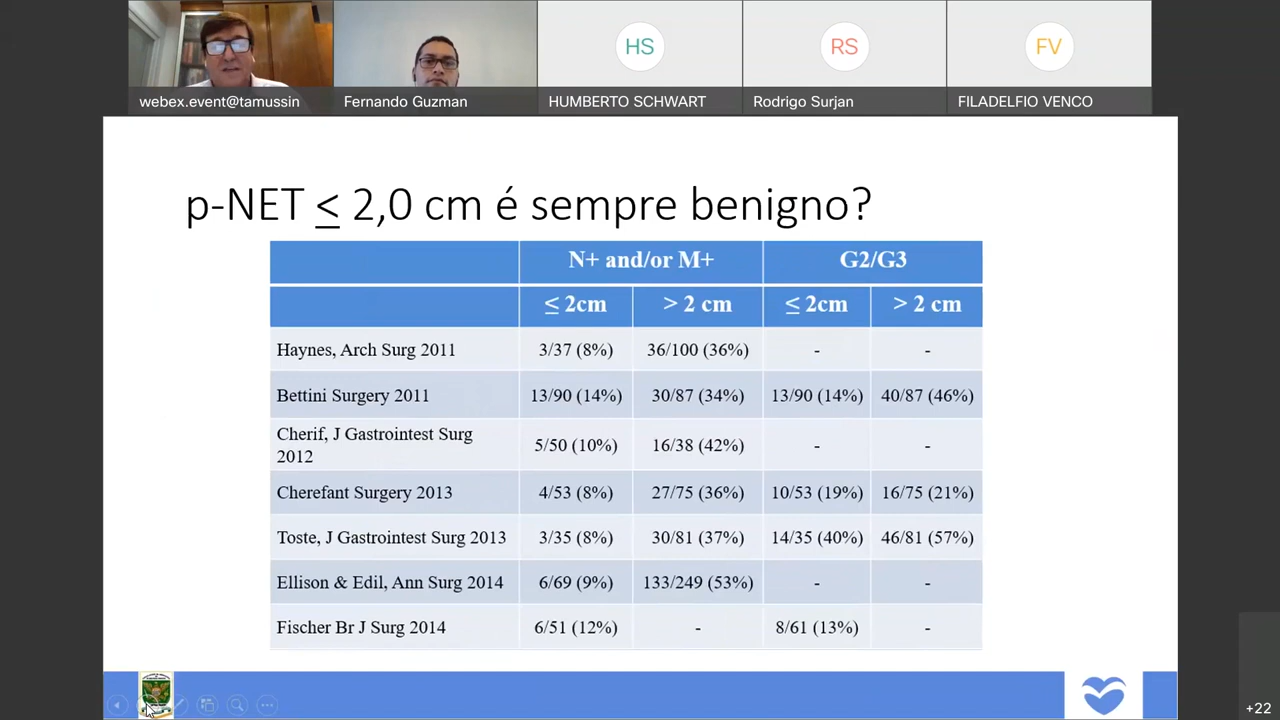 HS
RS
FV
webex.event@tamussin
Fernando Guzman
HUMBERTO SCHWART
Rodrigo Surjan
FILADELFIO VENCO
p-NET < 2,0 cm é sempre benigno?
N+ and/or M+ G2/G3
≤ 2cm > 2 cm ≤ 2cm > 2 cm
Haynes, Arch Surg 2011 3/37 (8%) 36/100 (36%) - -
Bettini Surgery 2011 13/90 (14%) 30/87 (34%) 13/90 (14%) 40/87 (46%)
Cherif, J Gastrointest Surg
2012 5/50 (10%) 16/38 (42%) - -
Cherefant Surgery 2013 4/53 (8%) 27/75 (36%) 10/53 (19%) 16/75 (21%)
Toste, J Gastrointest Surg 2013 3/35 (8%) 30/81 (37%) 14/35 (40%) 46/81 (57%)
Ellison & Edil, Ann Surg 2014 6/69 (9%) 133/249 (53%) - -
Fischer Br J Surg 2014 6/51 (12%) - 8/61 (13%) -
+22